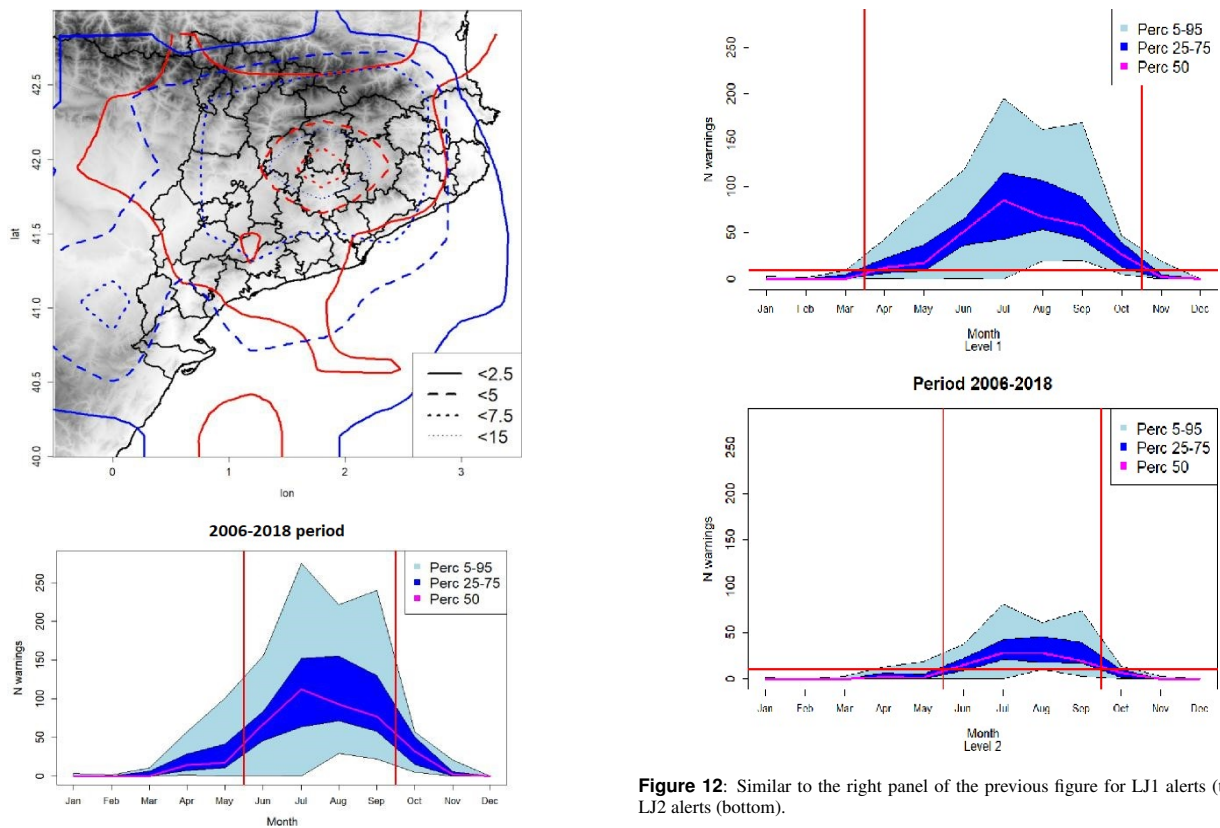 42.5
42.0
41.5
41.0
40.5
40.0
lat
0 1 2 3
lon
<2.5
<5
<7.5
<15
2006-2018 period
N warnings
250
200
150
100
50
0
Perc 5-95
Perc 25-75
Perc 50
Jan Feb Mar Apr May Jun Jul Aug Sep Oct Nov Dec
Month
N warnings
250
200
150
100
50
0
Perc 5-95
Perc 25-75
Perc 50
Jan Feb Mar Apr May Jun Jul Aug Sep Oct Nov Dec
Month
Level 1
Period 2006-2018
N warnings
250
200
150
100
50
0
Perc 5-95
Perc 25-75
Perc 50
Jan Feb Mar Apr May Jun Jul Aug Sep Oct Nov Dec
Month
Level 2
Figure 12: Similar to the right panel of the previous figure for LJ1 alerts (
LJ2 alerts (bottom).